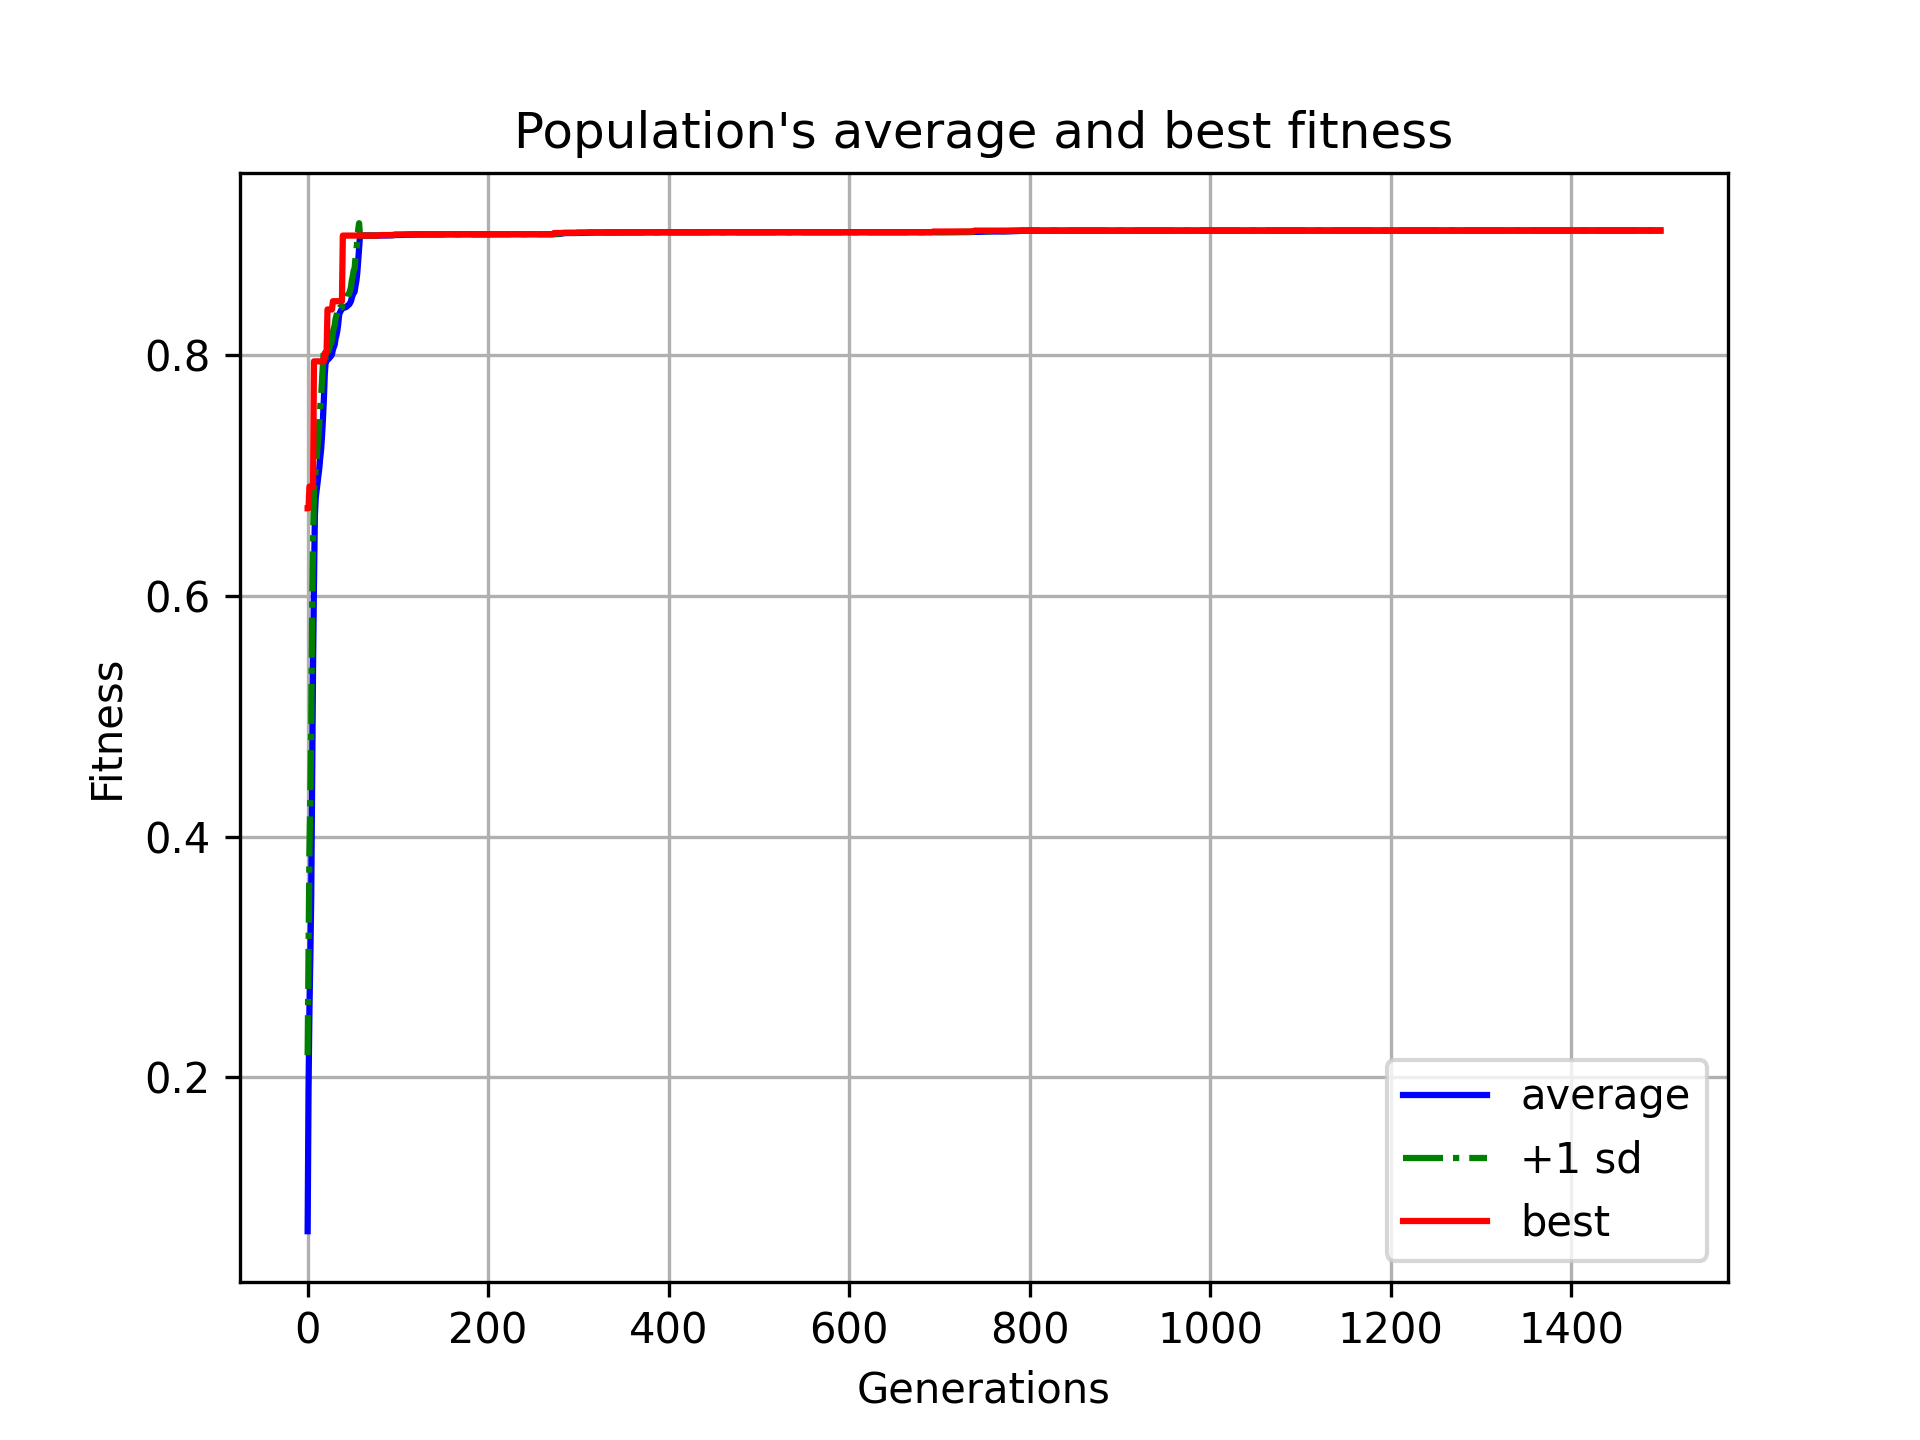 Population's average and best fitness
0.8
0.6
0.4
0.2
Fitness
0 200 400 600 800 1000 1200 1400
Generations
average
+1 sd
best